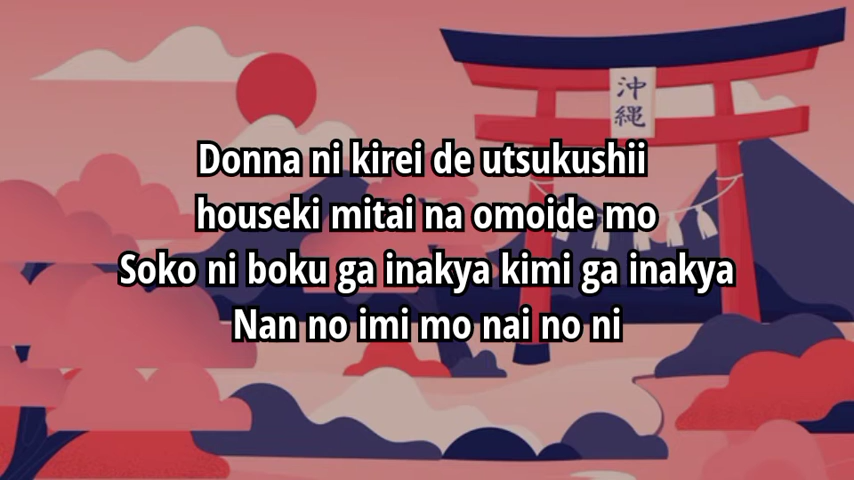 沖
縄
Donna ni kirei de utsukushii
houseki mitai na omoide mo
Soko ni boku ga inakya kimi ga inakya
Nan no imi mo nai no ni